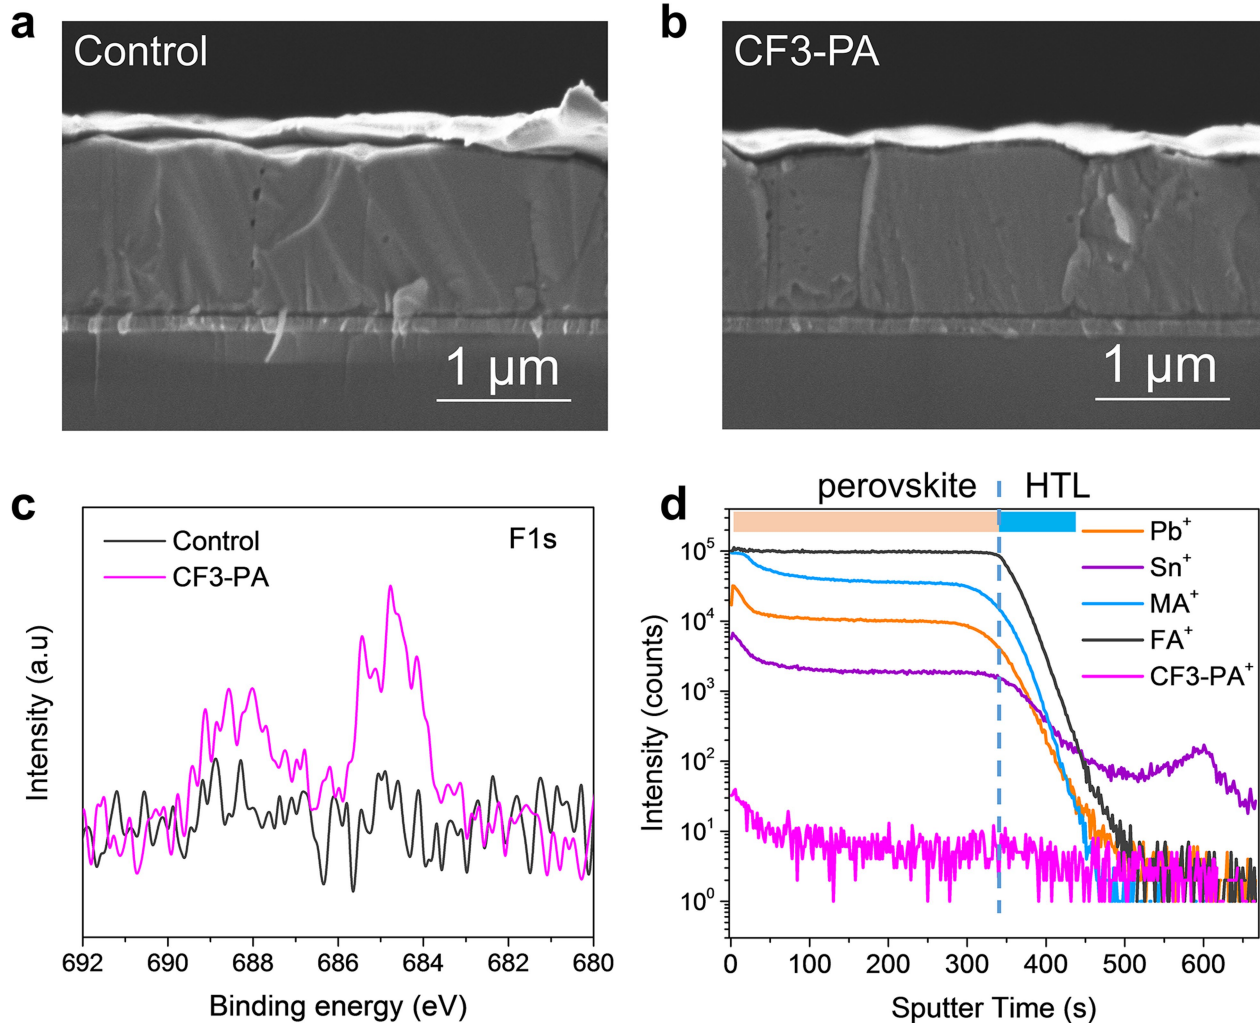 a
Control
1 μm
b
CF3-PA
1 μm
c
Control
CF3-PA
F1s
Intensity (a.u)
692 690 688 686 684 682 680
Binding energy (eV)
d
perovskite HTL
Pb⁺
Sn⁺
MA⁺
FA⁺
CF3-PA⁺
Intensity (counts)
10⁵
10⁴
10³
10²
10¹
10⁰
0 100 200 300 400 500 600
Sputter Time (s)